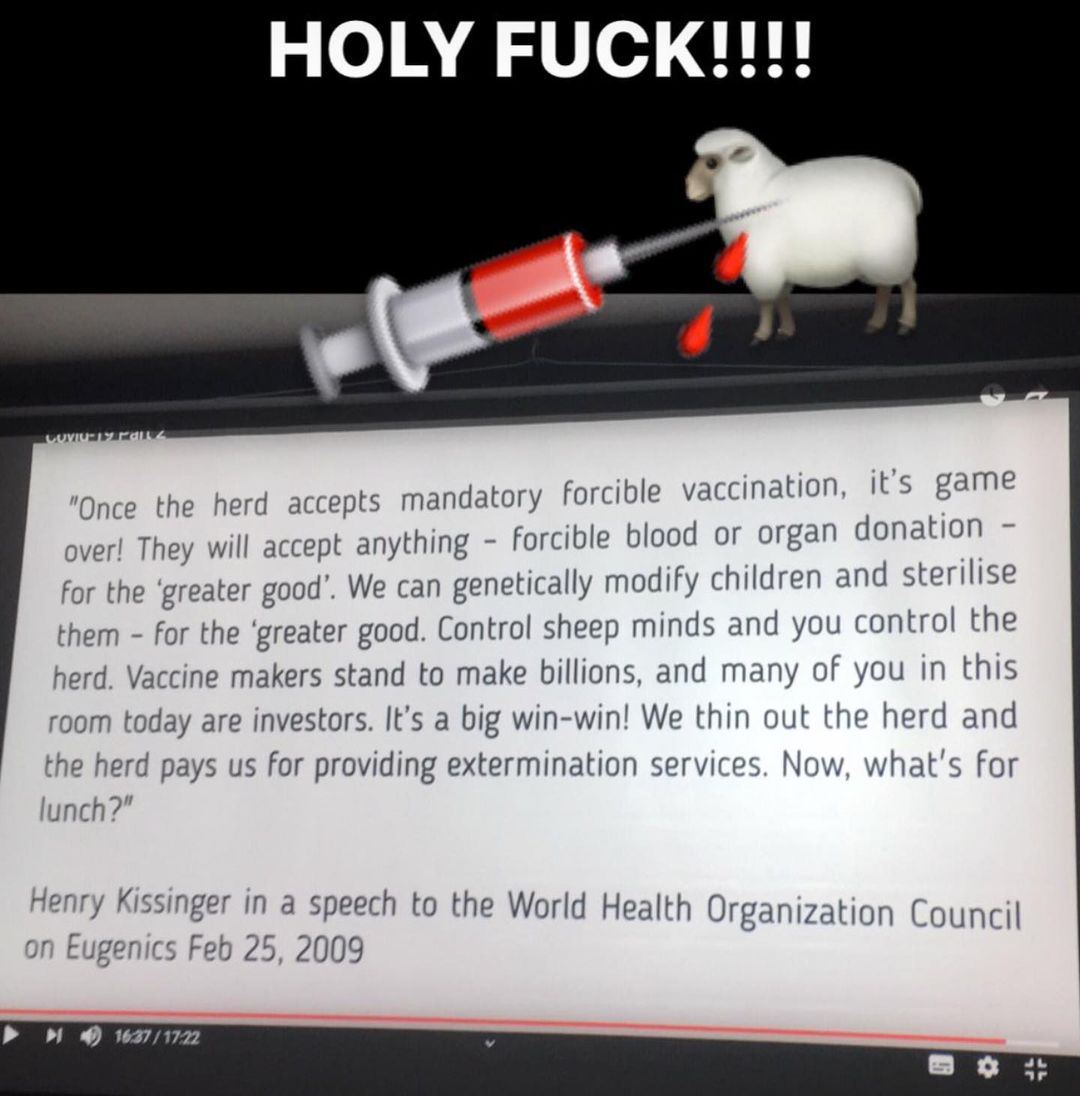 HOLY FUCK!!!!
Covid-19 Part 2
"Once the herd accepts mandatory forcible vaccination, it's game
over! They will accept anything – forcible blood or organ donation –
for the 'greater good'. We can genetically modify children and sterilise
them – for the 'greater good. Control sheep minds and you control the
herd. Vaccine makers stand to make billions, and many of you in this
room today are investors. It's a big win-win! We thin out the herd and
the herd pays us for providing extermination services. Now, what's for
lunch?"
Henry Kissinger in a speech to the World Health Organization Council
on Eugenics Feb 25, 2009
16:37 / 17:22